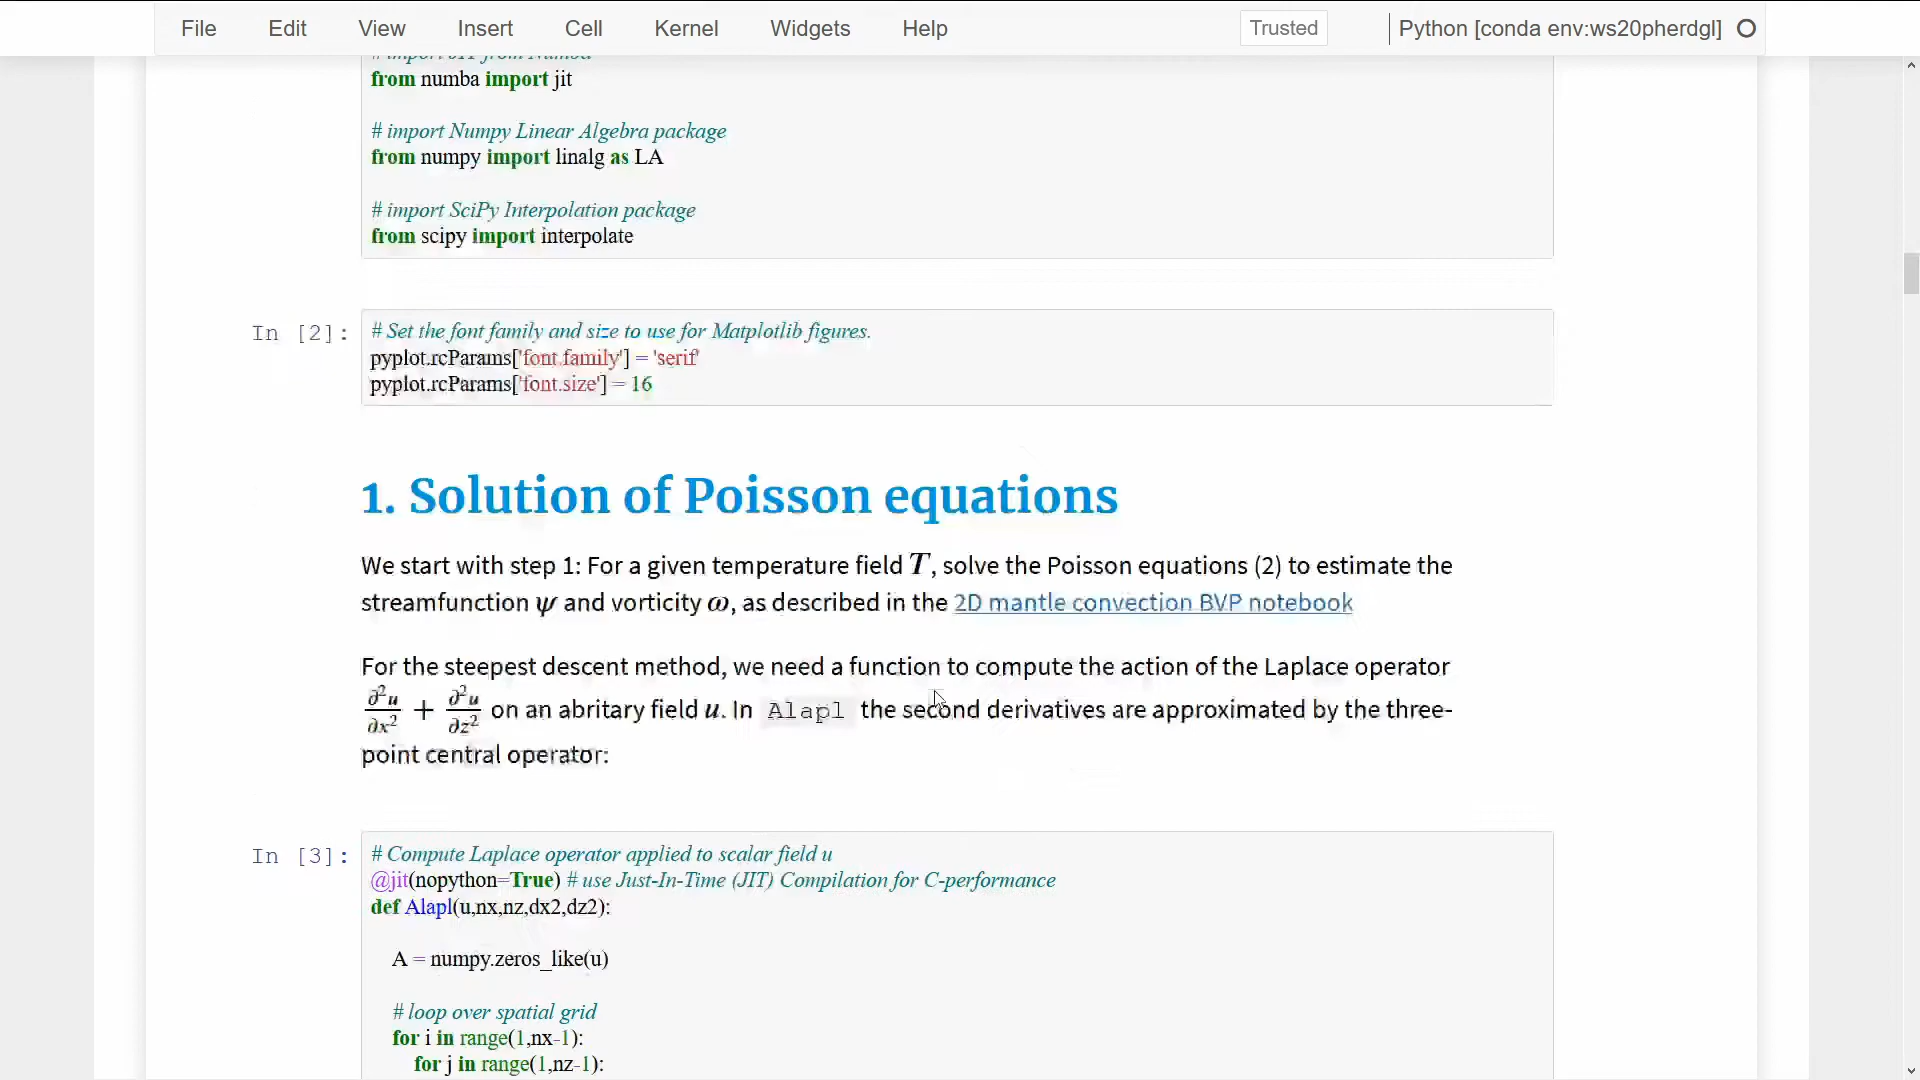 File Edit View Insert Cell Kernel Widgets Help Trusted Python [conda env:ws20pherdgl]
# import JIT from Numba
from numba import jit
# import Numpy Linear Algebra package
from numpy import linalg as LA
# import SciPy Interpolation package
from scipy import interpolate
In [2]: # Set the font family and size to use for Matplotlib figures.
pyplot.rcParams['font.family'] = 'serif'
pyplot.rcParams['font.size'] = 16
1. Solution of Poisson equations
We start with step 1: For a given temperature field T, solve the Poisson equations (2) to estimate the
streamfunction ψ and vorticity ω, as described in the 2D mantle convection BVP notebook
For the steepest descent method, we need a function to compute the action of the Laplace operator
∂²u/∂x² + ∂²u/∂z² on an abritary field u. In Alapl the second derivatives are approximated by the three-
point central operator:
In [3]: # Compute Laplace operator applied to scalar field u
@jit(nopython=True) # use Just-In-Time (JIT) Compilation for C-performance
def Alapl(u,nx,nz,dx2,dz2):
A = numpy.zeros_like(u)
# loop over spatial grid
for i in range(1,nx-1):
for j in range(1,nz-1):